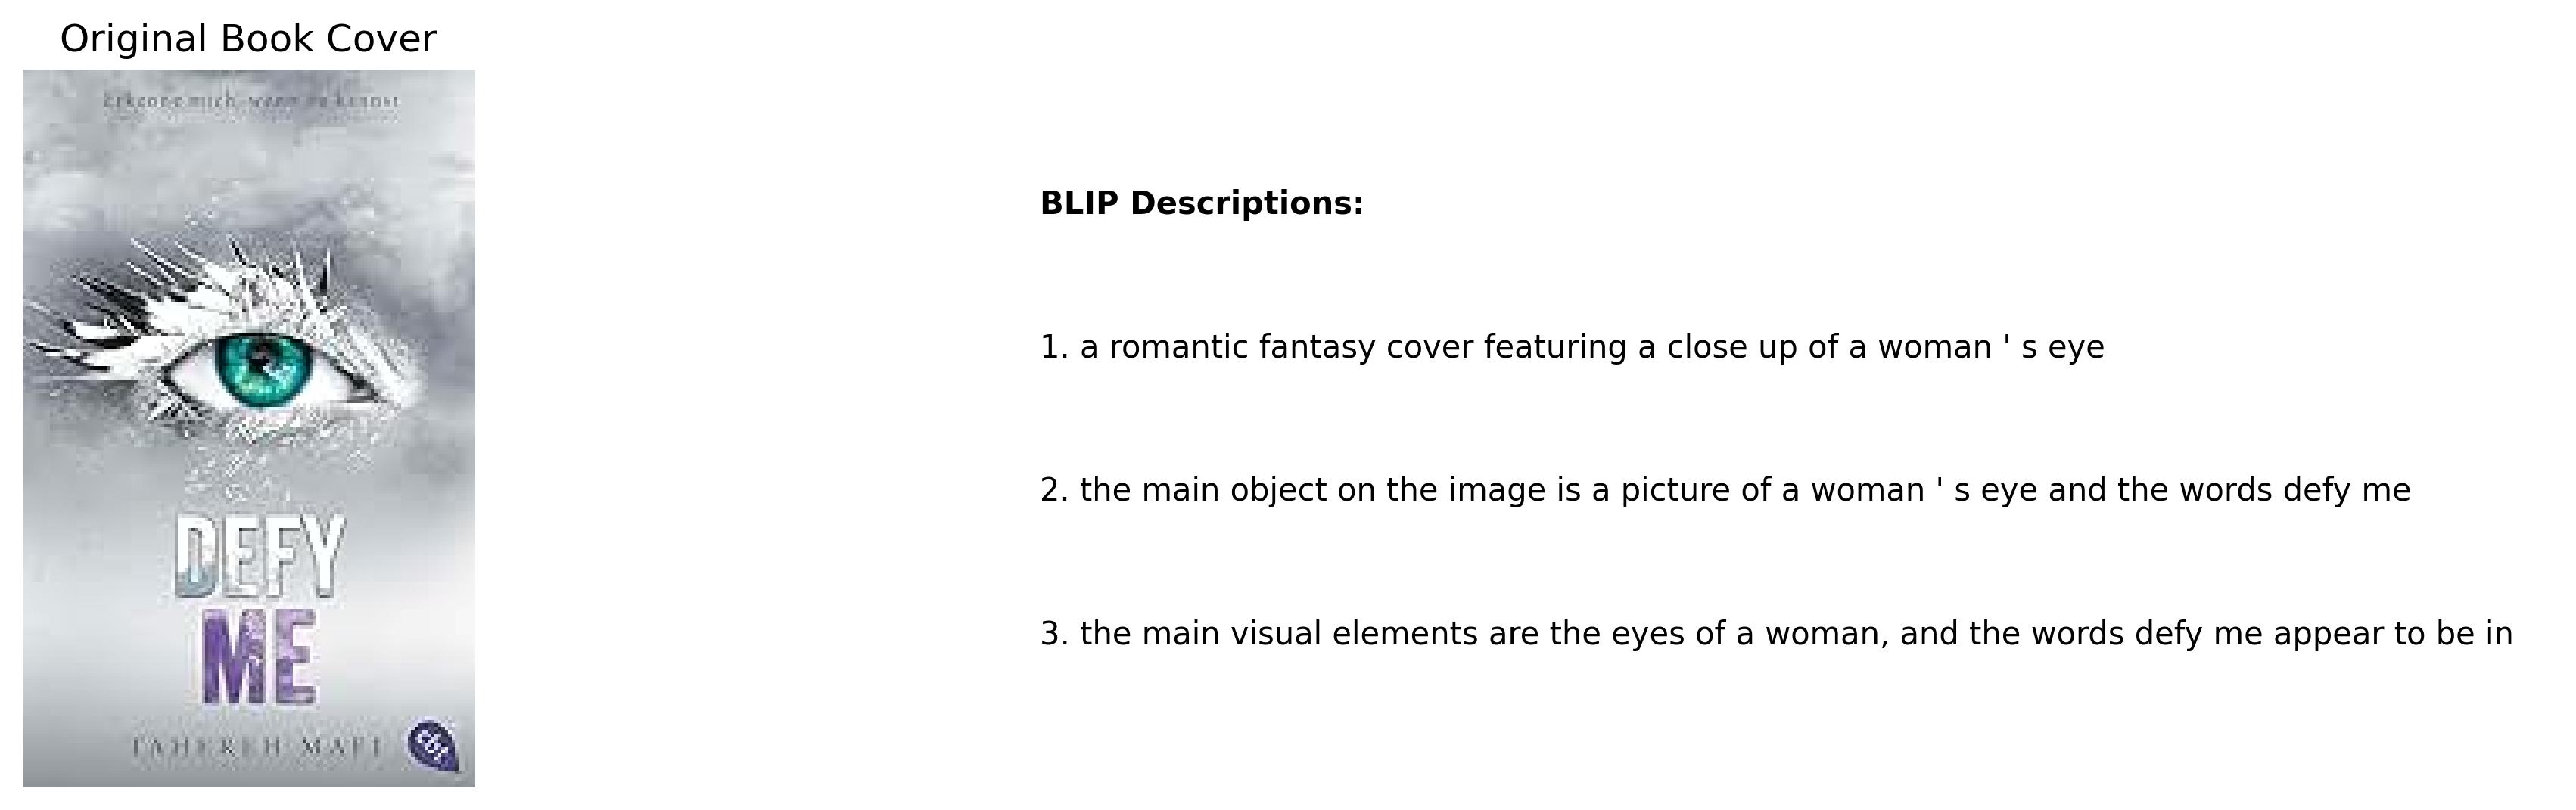 Original Book Cover
Erkenne mich, wenn du kannst
DEFY
ME
TAHEREH MAFI
cbt
BLIP Descriptions:
1. a romantic fantasy cover featuring a close up of a woman ' s eye
2. the main object on the image is a picture of a woman ' s eye and the words defy me
3. the main visual elements are the eyes of a woman, and the words defy me appear to be in